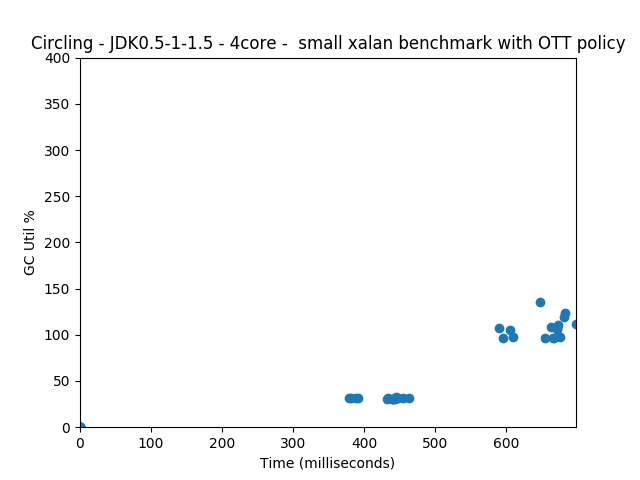 Circling - JDK0.5-1-1.5 - 4core -  small xalan benchmark with OTT policy
400
350
300
250
200
150
100
50
0
GC Util %
0 100 200 300 400 500 600
Time (milliseconds)